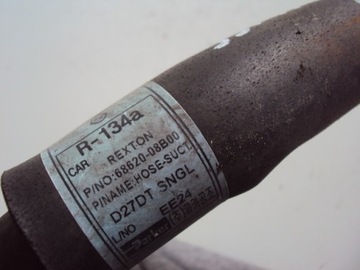 R-134a
CAR REXTON
P/NO:68620-08B00
P/NAME:HOSE-SUCT
D27DT SNGL
L/NO EE24